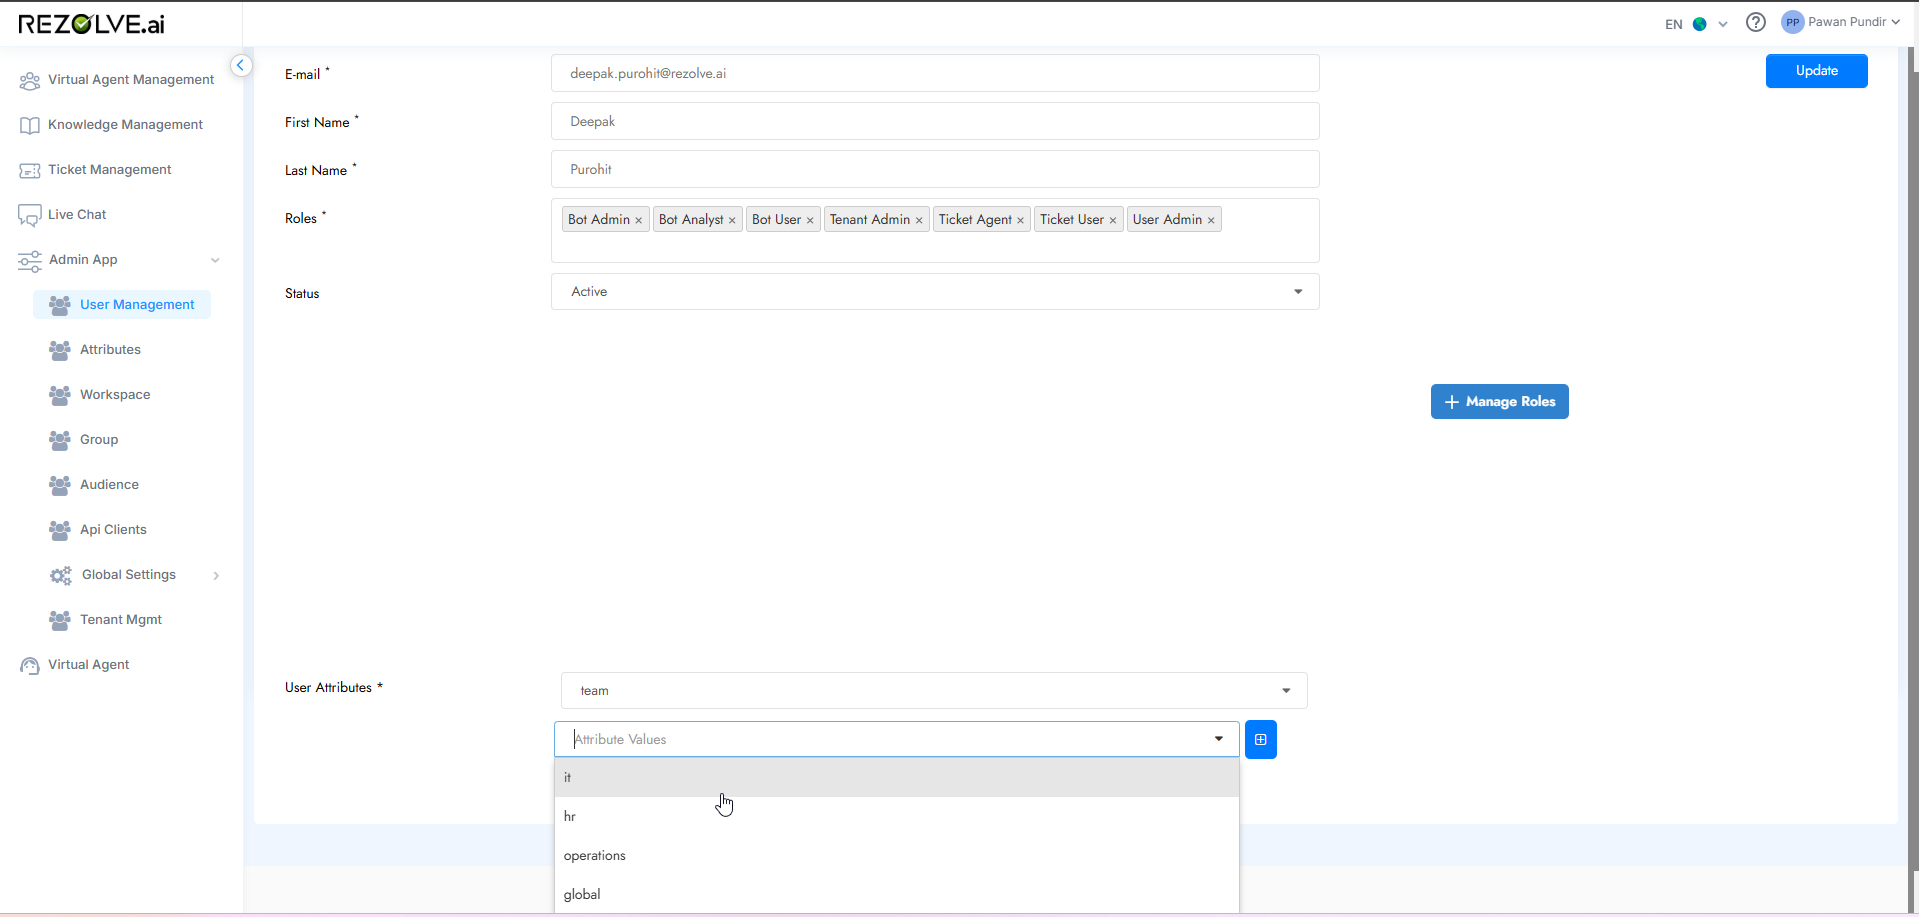 REZOLVE.ai
EN
PP Pawan Pundir
Virtual Agent Management
Knowledge Management
Ticket Management
Live Chat
Admin App
User Management
Attributes
Workspace
Group
Audience
Api Clients
Global Settings
Tenant Mgmt
Virtual Agent
E-mail *
deepak.purohit@rezolve.ai
Update
First Name *
Deepak
Last Name *
Purohit
Roles *
Bot Admin × Bot Analyst × Bot User × Tenant Admin × Ticket Agent × Ticket User × User Admin ×
Status
Active
+ Manage Roles
User Attributes *
team
Attribute Values
it
hr
operations
global